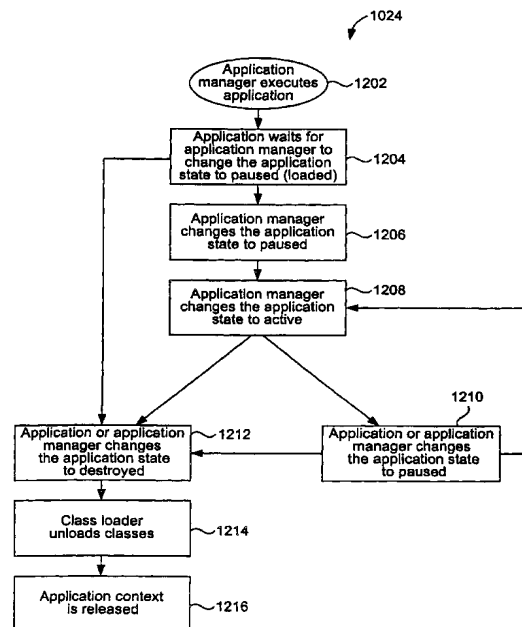 1024
Application
manager executes
application
1202
Application waits for
application manager to
change the application
state to paused (loaded)
1204
Application manager
changes the application
state to paused
1206
Application manager
changes the application
state to active
1208
Application or application
manager changes
the application state
to destroyed
1212
Application or application
manager changes
the application state
to paused
1210
Class loader
unloads classes
1214
Application context
is released
1216